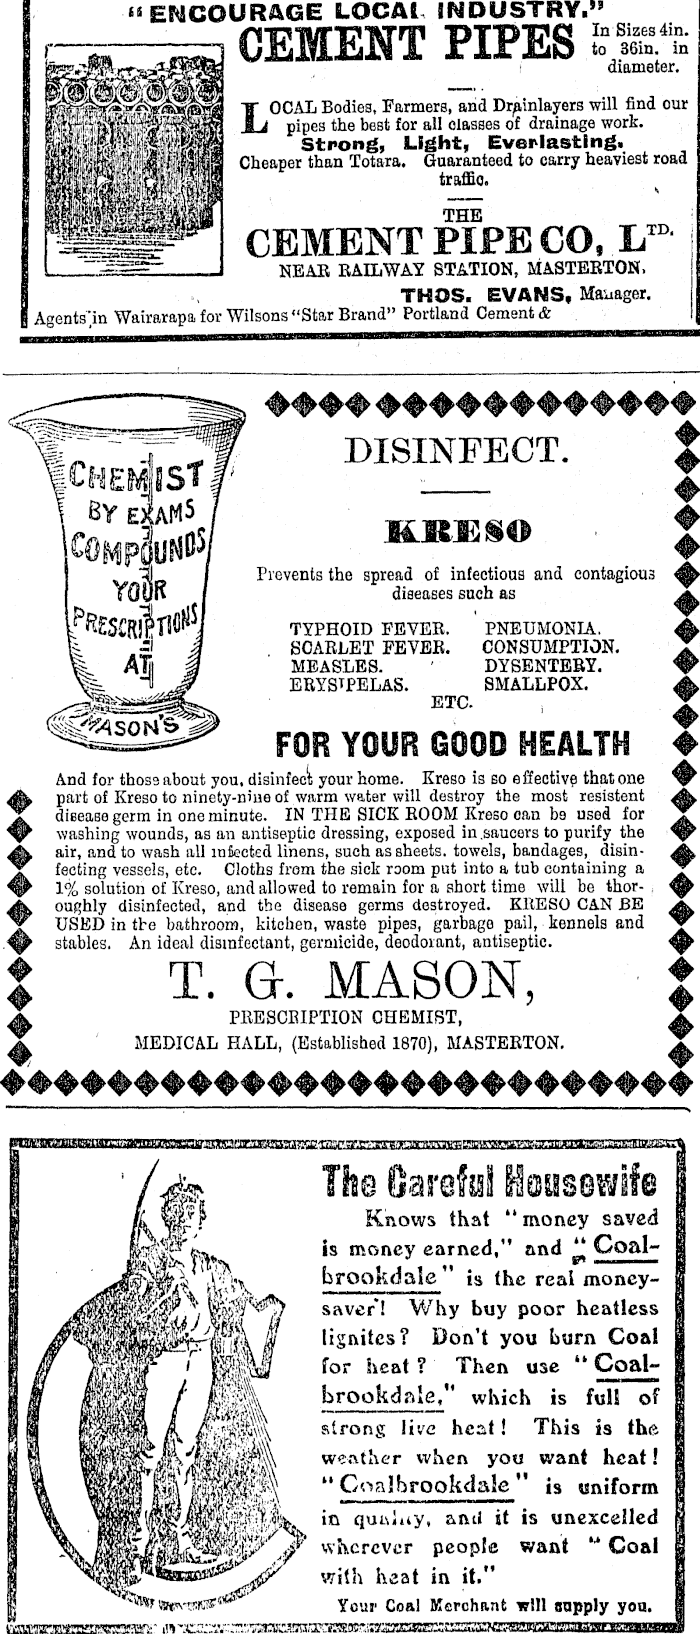 "ENCOURAGE LOCAL INDUSTRY."
CEMENT PIPES
In Sizes 4in.
to 36in. in
diameter.
LOCAL Bodies, Farmers, and Drainlayers will find our
pipes the best for all classes of drainage work.
Strong, Light, Everlasting.
Cheaper than Totara. Guaranteed to carry heaviest road
traffic.
THE
CEMENT PIPE CO, LTD.
NEAR RAILWAY STATION, MASTERTON.
THOS. EVANS, Manager.
Agents in Wairarapa for Wilsons "Star Brand" Portland Cement &
CHEMIST
BY EXAMS
COMPOUNDS
YOUR
PRESCRIPTIONS
AT
MASON'S
DISINFECT.
KRESO
Prevents the spread of infectious and contagious
diseases such as
TYPHOID FEVER. PNEUMONIA.
SCARLET FEVER. CONSUMPTION.
MEASLES. DYSENTERY.
ERYSIPELAS. SMALLPOX.
ETC.
FOR YOUR GOOD HEALTH
And for those about you, disinfect your home. Kreso is so effective that one
part of Kreso to ninety-nine of warm water will destroy the most resistent
disease germ in one minute. IN THE SICK ROOM Kreso can be used for
washing wounds, as an antiseptic dressing, exposed in saucers to purify the
air, and to wash all infected linens, such as sheets. towels, bandages, disin-
fecting vessels, etc. Cloths from the sick room put into a tub containing a
1% solution of Kreso, and allowed to remain for a short time will be thor-
oughly disinfected, and the disease germs destroyed. KRESO CAN BE
USED in the bathroom, kitchen, waste pipes, garbage pail, kennels and
stables. An ideal disinfectant, germicide, deodorant, antiseptic.
T. G. MASON,
PRESCRIPTION CHEMIST,
MEDICAL HALL, (Established 1870), MASTERTON.
The Careful Housewife
Knows that "money saved
is money earned," and "Coal-
brookdale" is the real money-
saver! Why buy poor heatless
lignites? Don't you burn Coal
for heat? Then use "Coal-
brookdale," which is full of
strong live heat! This is the
weather when you want heat!
"Coalbrookdale" is uniform
in quality, and it is unexcelled
wherever people want "Coal
with heat in it."
Your Coal Merchant will supply you.